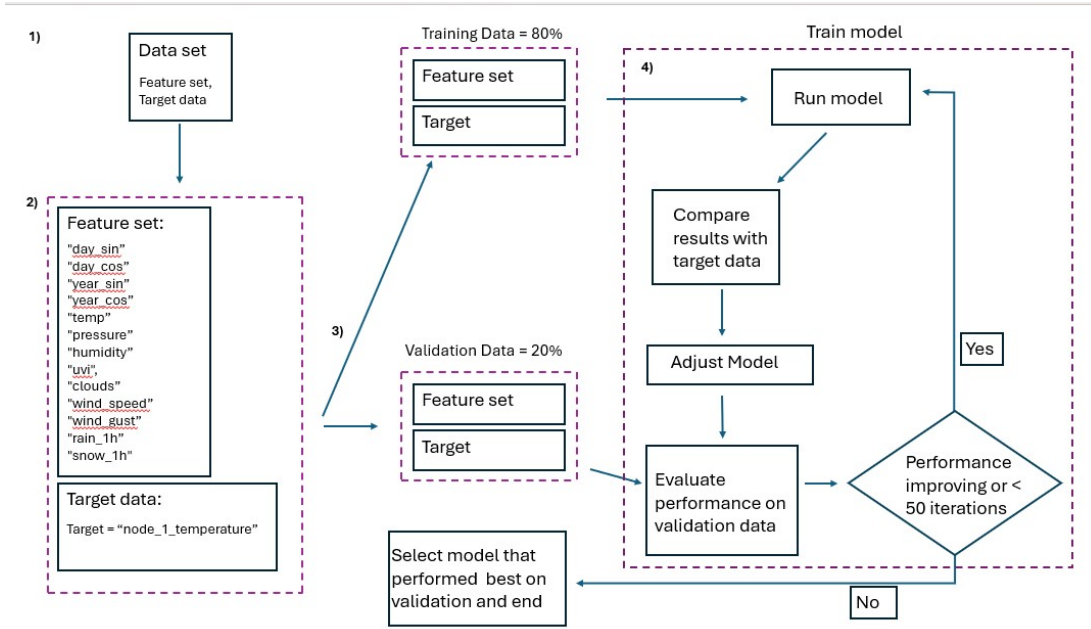 1)
Data set
Feature set,
Target data
2)
Feature set:
"day_sin”
"day_cos”
"year_sin”
"year_cos”
"temp”
"pressure”
"humidity”
"uvi",
"clouds”
"wind_speed”
"wind_gust”
"rain_1h”
"snow_1h"
Target data:
Target = “node_1_temperature”
3)
Training Data = 80%
Feature set
Target
Validation Data = 20%
Feature set
Target
Train model
4)
Run model
Compare
results with
target data
Adjust Model
Evaluate
performance on
validation data
Performance
improving or <
50 iterations
Yes
No
Select model that
performed best on
validation and end